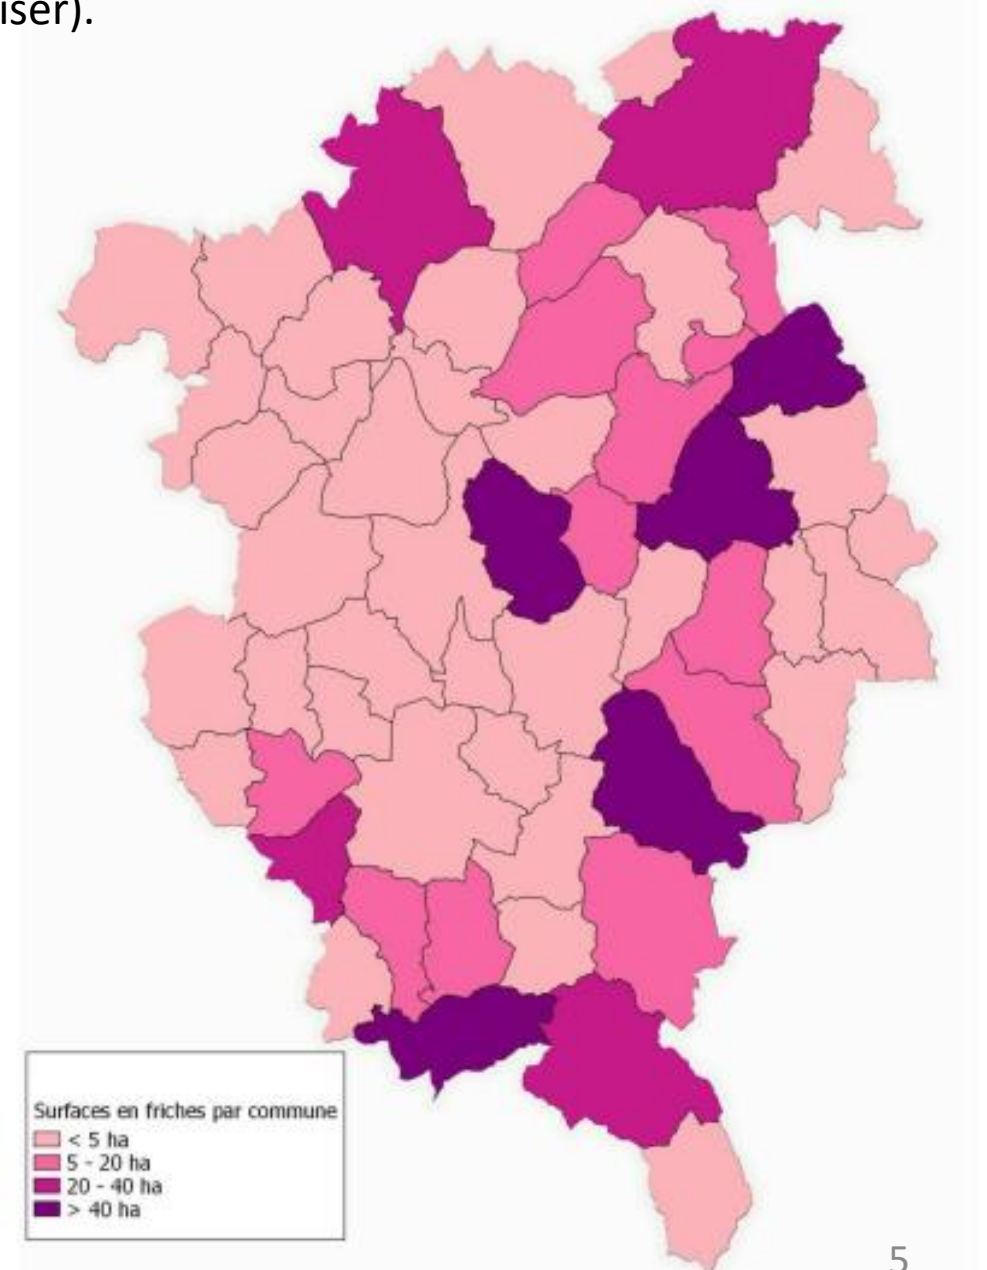 iser).
Surfaces en friches par commune
< 5 ha
5 - 20 ha
20 - 40 ha
> 40 ha
5